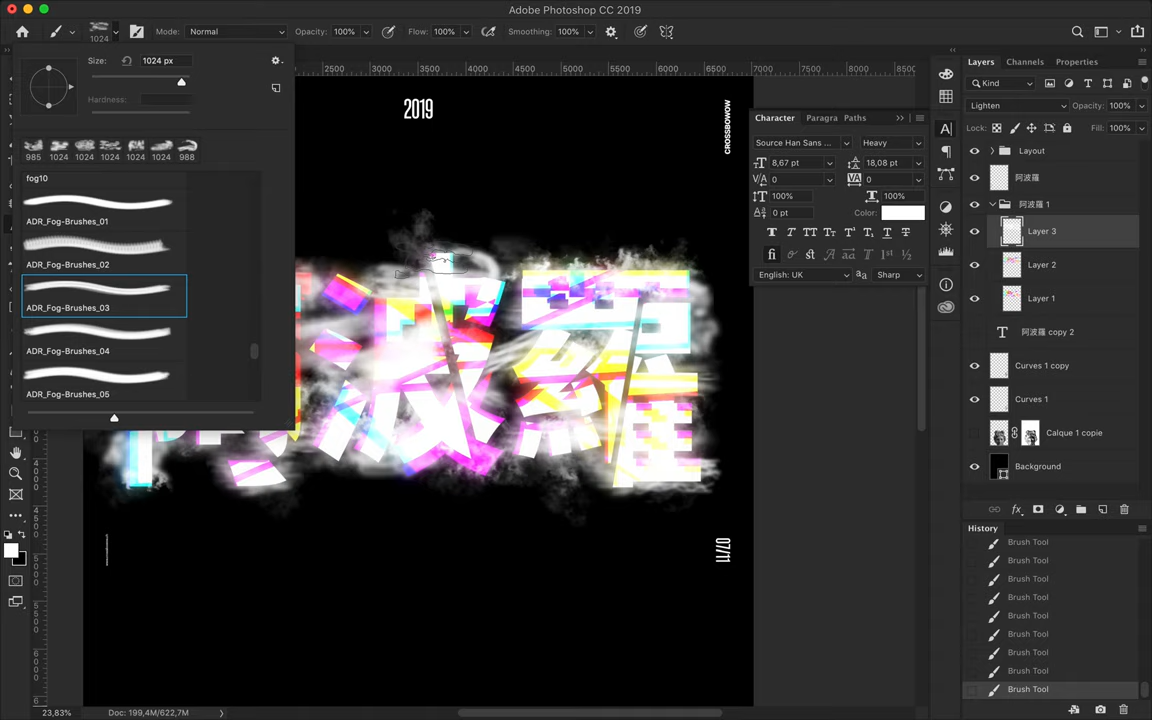 Adobe Photoshop CC 2019
1024
Mode: Normal
Opacity: 100%
Flow: 100%
Smoothing: 100%
Size: 1024 px
Hardness:
985 1024 1024 1024 1024 1024 988
fog10
ADR_Fog-Brushes_01
ADR_Fog-Brushes_02
ADR_Fog-Brushes_03
ADR_Fog-Brushes_04
ADR_Fog-Brushes_05
2500 3000 3500 4000 4500 5000 5500 6000 6500 7000 7500 8000 8500
2019
CROSSBOWOW
07/11
Character Paragra Paths
Source Han Sans ... Heavy
8,67 pt 18,08 pt
0 0
100% 100%
0 pt Color:
English: UK Sharp
Layers Channels Properties
Kind
Lighten Opacity: 100%
Lock: Fill: 100%
Layout
阿波羅
阿波羅 1
Layer 3
Layer 2
Layer 1
阿波羅 copy 2
Curves 1 copy
Curves 1
Calque 1 copie
Background
History
Brush Tool
Brush Tool
Brush Tool
Brush Tool
Brush Tool
Brush Tool
Brush Tool
Brush Tool
Brush Tool
23,83% Doc: 199,4M/622,7M